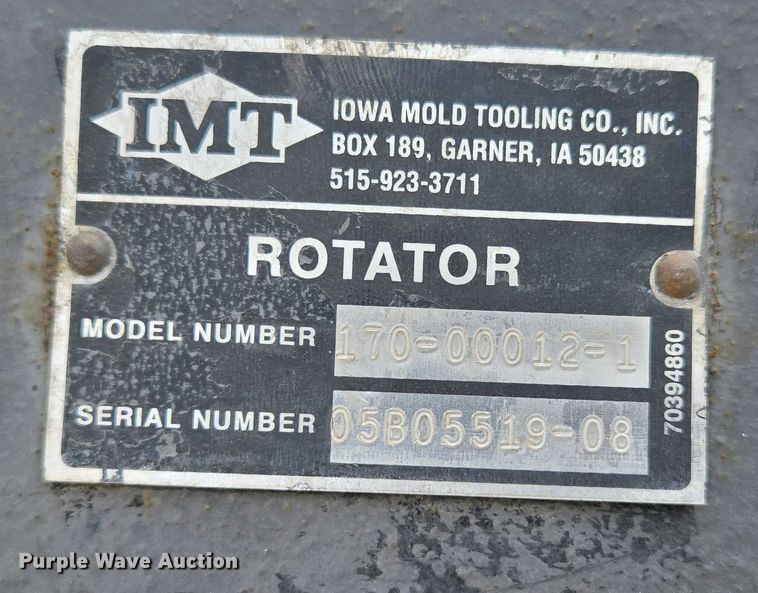 IMT
IOWA MOLD TOOLING CO., INC.
BOX 189, GARNER, IA 50438
515-923-3711
ROTATOR
MODEL NUMBER 170-00012-1
SERIAL NUMBER 05B05519-08
70394860
Purple Wave Auction